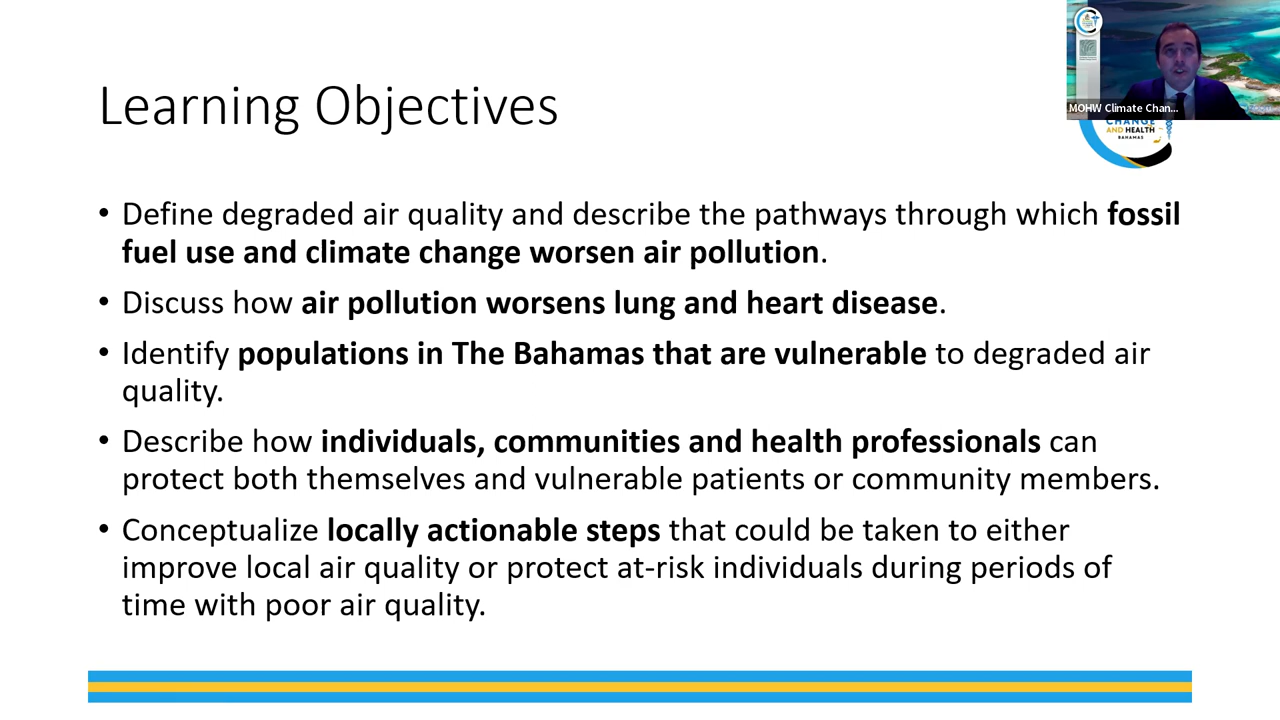 Learning Objectives
MOHW Climate Chan...
CHANGE
AND HEALTH
BAHAMAS
• Define degraded air quality and describe the pathways through which fossil
fuel use and climate change worsen air pollution.
• Discuss how air pollution worsens lung and heart disease.
• Identify populations in The Bahamas that are vulnerable to degraded air
quality.
• Describe how individuals, communities and health professionals can
protect both themselves and vulnerable patients or community members.
• Conceptualize locally actionable steps that could be taken to either
improve local air quality or protect at-risk individuals during periods of
time with poor air quality.